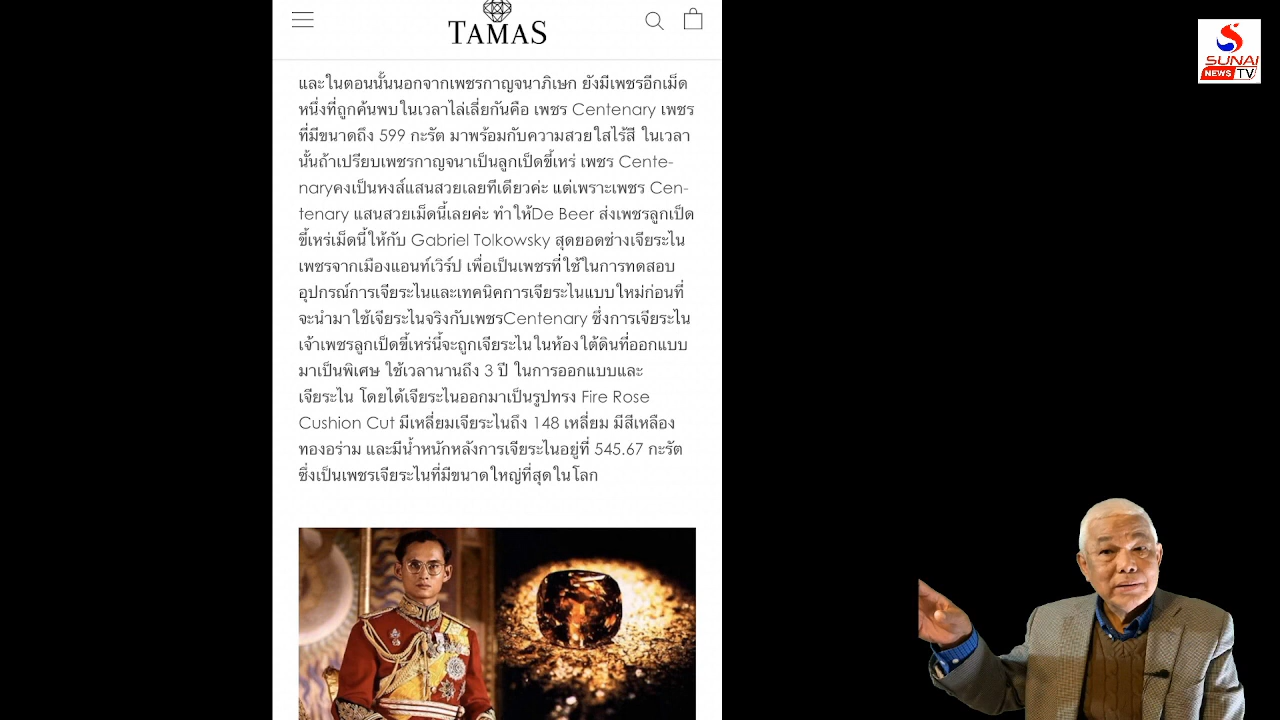 TAMAS
SUNAI
NEWS TV
และในตอนนั้นนอกจากเพชรกาญจนาภิเษก ยังมีเพชรอีกเม็ด
หนึ่งที่ถูกค้นพบในเวลาไล่เลี่ยกันคือ เพชร Centenary เพชร
ที่มีขนาดถึง 599 กะรัต มาพร้อมกับความสวยใสไร้สี ในเวลา
นั้นถ้าเปรียบเพชรกาญจนาเป็นลูกเป็ดขี้เหร่ เพชร Cente-
naryคงเป็นหงส์แสนสวยเลยทีเดียวค่ะ แต่เพราะเพชร Cen-
tenary แสนสวยเม็ดนี้เลยค่ะ ทำให้De Beer ส่งเพชรลูกเป็ด
ขี้เหร่เม็ดนี้ให้กับ Gabriel Tolkowsky สุดยอดช่างเจียระไน
เพชรจากเมืองแอนท์เวิร์ป เพื่อเป็นเพชรที่ใช้ในการทดสอบ
อุปกรณ์การเจียระไนและเทคนิคการเจียระไนแบบใหม่ก่อนที่
จะนำมาใช้เจียระไนจริงกับเพชรCentenary ซึ่งการเจียระไน
เจ้าเพชรลูกเป็ดขี้เหร่นี้จะถูกเจียระไนในห้องใต้ดินที่ออกแบบ
มาเป็นพิเศษ ใช้เวลานานถึง 3 ปี ในการออกแบบและ
เจียระไน โดยได้เจียระไนออกมาเป็นรูปทรง Fire Rose
Cushion Cut มีเหลี่ยมเจียระไนถึง 148 เหลี่ยม มีสีเหลือง
ทองอร่าม และมีน้ำหนักหลังการเจียระไนอยู่ที่ 545.67 กะรัต
ซึ่งเป็นเพชรเจียระไนที่มีขนาดใหญ่ที่สุดในโลก